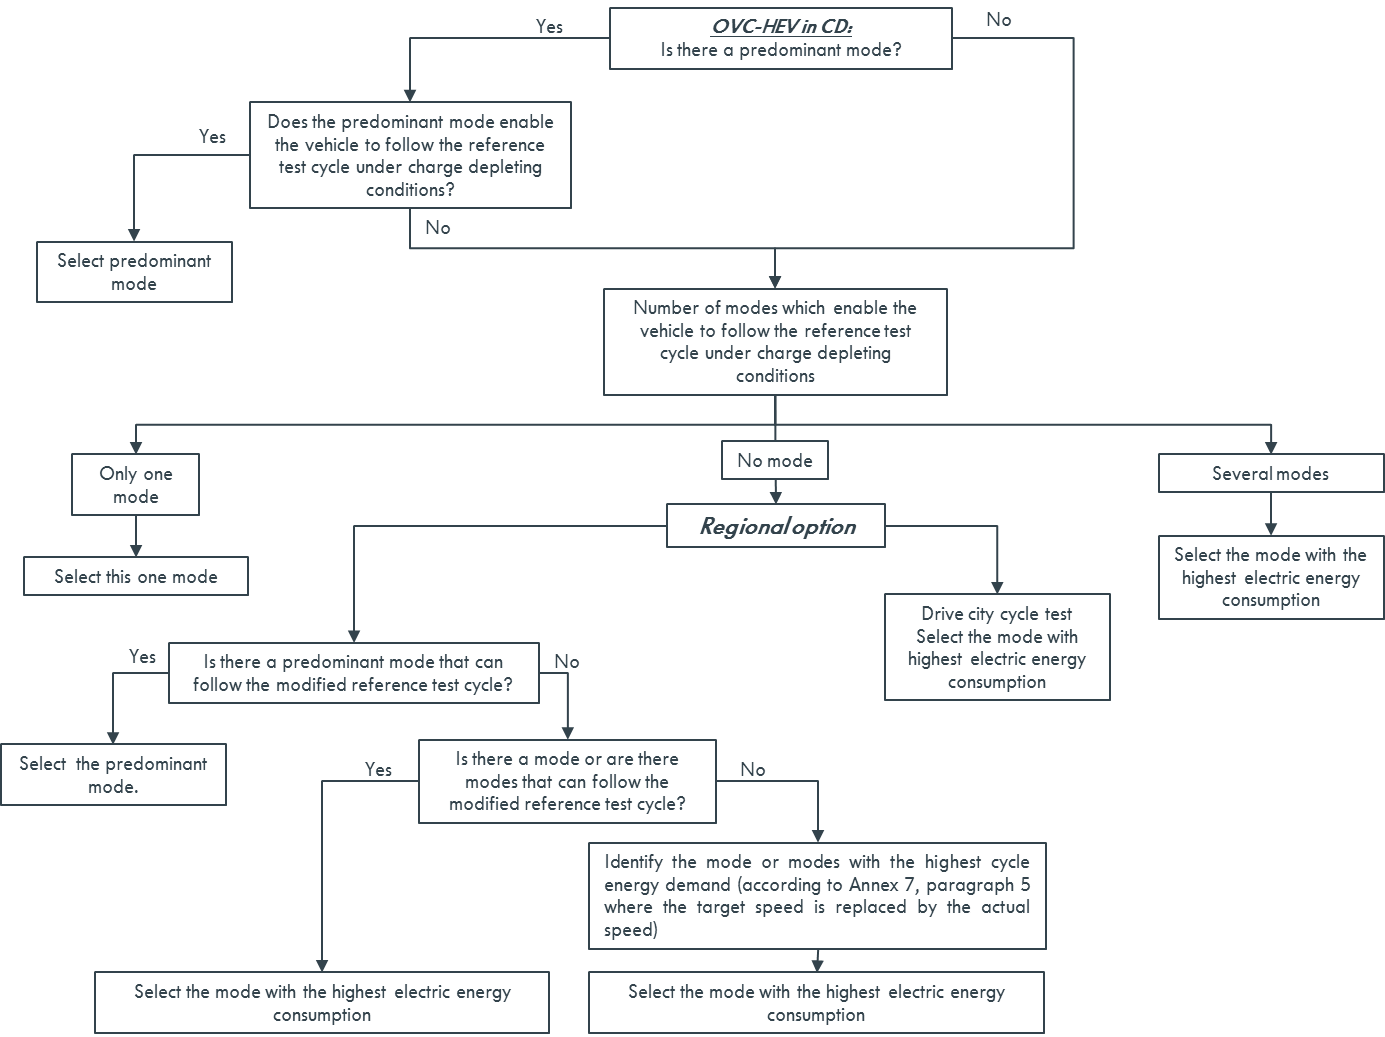 OVC-HEV in CD:
Is there a predominant mode?
Yes
No
Does the predominant mode enable
the vehicle to follow the reference
test cycle under charge depleting
conditions?
Yes
No
Select predominant
mode
Number of modes which enable the
vehicle to follow the reference test
cycle under charge depleting
conditions
Only one
mode
No mode
Several modes
Select this one mode
Regional option
Select the mode with the
highest electric energy
consumption
Drive city cycle test
Select the mode with
highest electric energy
consumption
Is there a predominant mode that can
follow the modified reference test cycle?
Yes
No
Select the predominant
mode.
Is there a mode or are there
modes that can follow the
modified reference test cycle?
Yes
No
Identify the mode or modes with the highest cycle
energy demand (according to Annex 7, paragraph 5
where the target speed is replaced by the actual
speed)
Select the mode with the highest electric energy
consumption
Select the mode with the highest electric energy
consumption